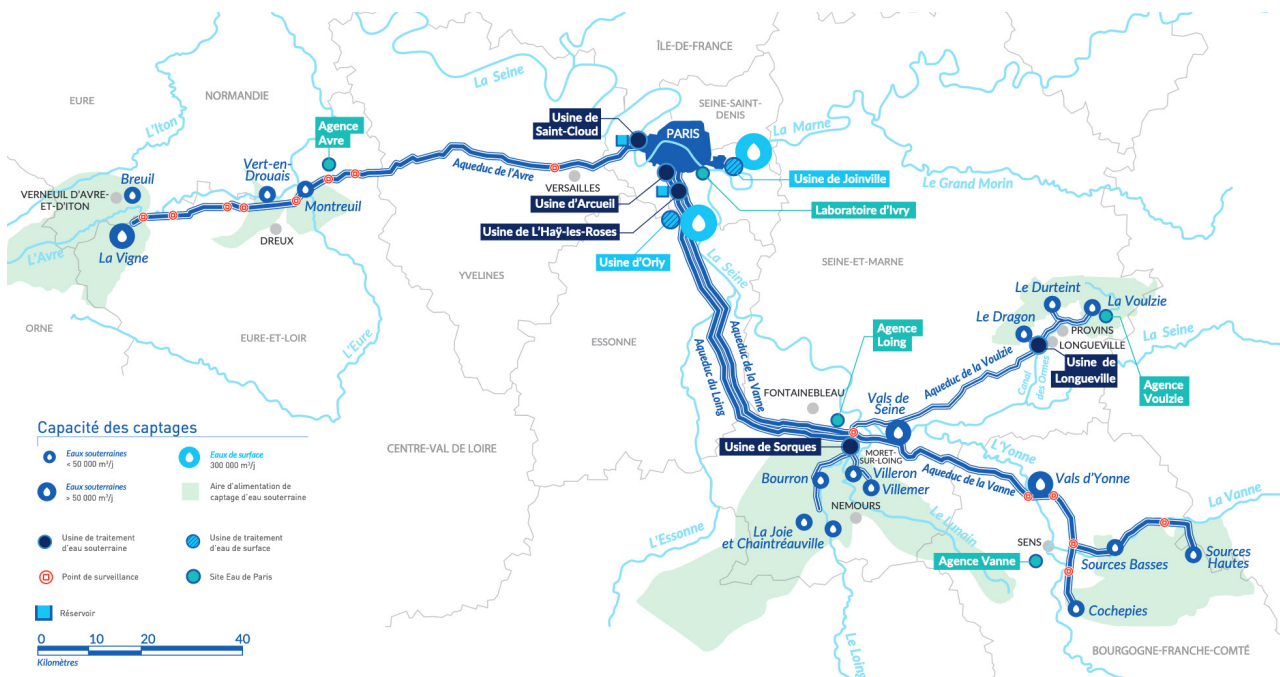 ÎLE-DE-FRANCE
La Seine
EURE
NORMANDIE
L'Iton
SEINE-SAINT-
DENIS
Usine de
Saint-Cloud
PARIS
La Marne
Agence
Avre
Aqueduc de l'Avre
Vert-en-
Drouais
Breuil
VERNEUIL D'AVRE-
ET-D'ITON
Montreuil
VERSAILLES
Usine de Joinville
Le Grand Morin
Usine d'Arcueil
Laboratoire d'Ivry
Usine de L'Haÿ-les-Roses
DREUX
L'Avre
La Vigne
Usine d'Orly
La Seine
SEINE-ET-MARNE
YVELINES
ORNE
EURE-ET-LOIR
L'Eure
ESSONNE
Le Durteint
La Voulzie
Le Dragon
PROVINS
LONGUEVILLE
La Seine
Agence
Loing
Aqueduc de la Vanne
Aqueduc du Loing
Aqueduc de la Voulzie
Canal
des Ormes
Usine de
Longueville
Agence
Voulzie
FONTAINEBLEAU
Vals de
Seine
Capacité des captages
Eaux souterraines
< 50 000 m³/j
Eaux de surface
300 000 m³/j
Eaux souterraines
> 50 000 m³/j
Aire d'alimentation de
captage d'eau souterraine
Usine de traitement
d'eau souterraine
Usine de traitement
d'eau de surface
Point de surveillance
Site Eau de Paris
Réservoir
0 10 20 40
Kilomètres
CENTRE-VAL DE LOIRE
Usine de Sorques
MORET-
SUR-LOING
L'Yonne
Aqueduc de la Vanne
Vals d'Yonne
Bourron
Villeron
Villemer
NEMOURS
La Vanne
La Joie
et Chaintréauville
Le Lunain
L'Essonne
SENS
Agence Vanne
Sources Basses
Sources
Hautes
Cochepies
Le Loing
BOURGOGNE-FRANCHE-COMTÉ